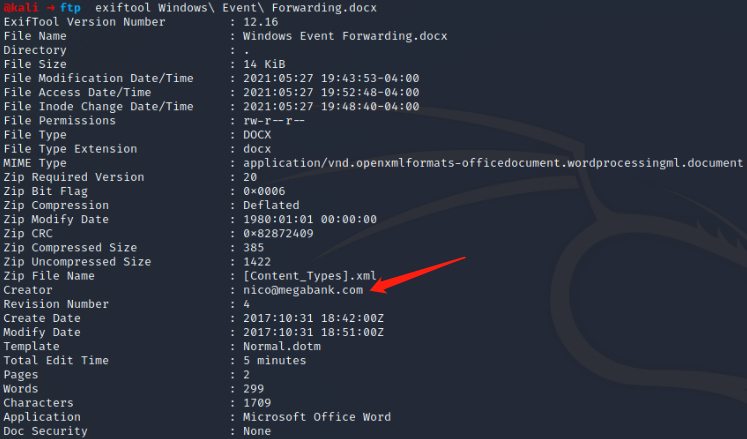 @kali → ftp exiftool Windows\ Event\ Forwarding.docx
ExifTool Version Number : 12.16
File Name : Windows Event Forwarding.docx
Directory : .
File Size : 14 KiB
File Modification Date/Time : 2021:05:27 19:43:53-04:00
File Access Date/Time : 2021:05:27 19:52:48-04:00
File Inode Change Date/Time : 2021:05:27 19:48:40-04:00
File Permissions : rw-r--r--
File Type : DOCX
File Type Extension : docx
MIME Type : application/vnd.openxmlformats-officedocument.wordprocessingml.document
Zip Required Version : 20
Zip Bit Flag : 0x0006
Zip Compression : Deflated
Zip Modify Date : 1980:01:01 00:00:00
Zip CRC : 0x82872409
Zip Compressed Size : 385
Zip Uncompressed Size : 1422
Zip File Name : [Content_Types].xml
Creator : nico@megabank.com
Revision Number : 4
Create Date : 2017:10:31 18:42:00Z
Modify Date : 2017:10:31 18:51:00Z
Template : Normal.dotm
Total Edit Time : 5 minutes
Pages : 2
Words : 299
Characters : 1709
Application : Microsoft Office Word
Doc Security : None